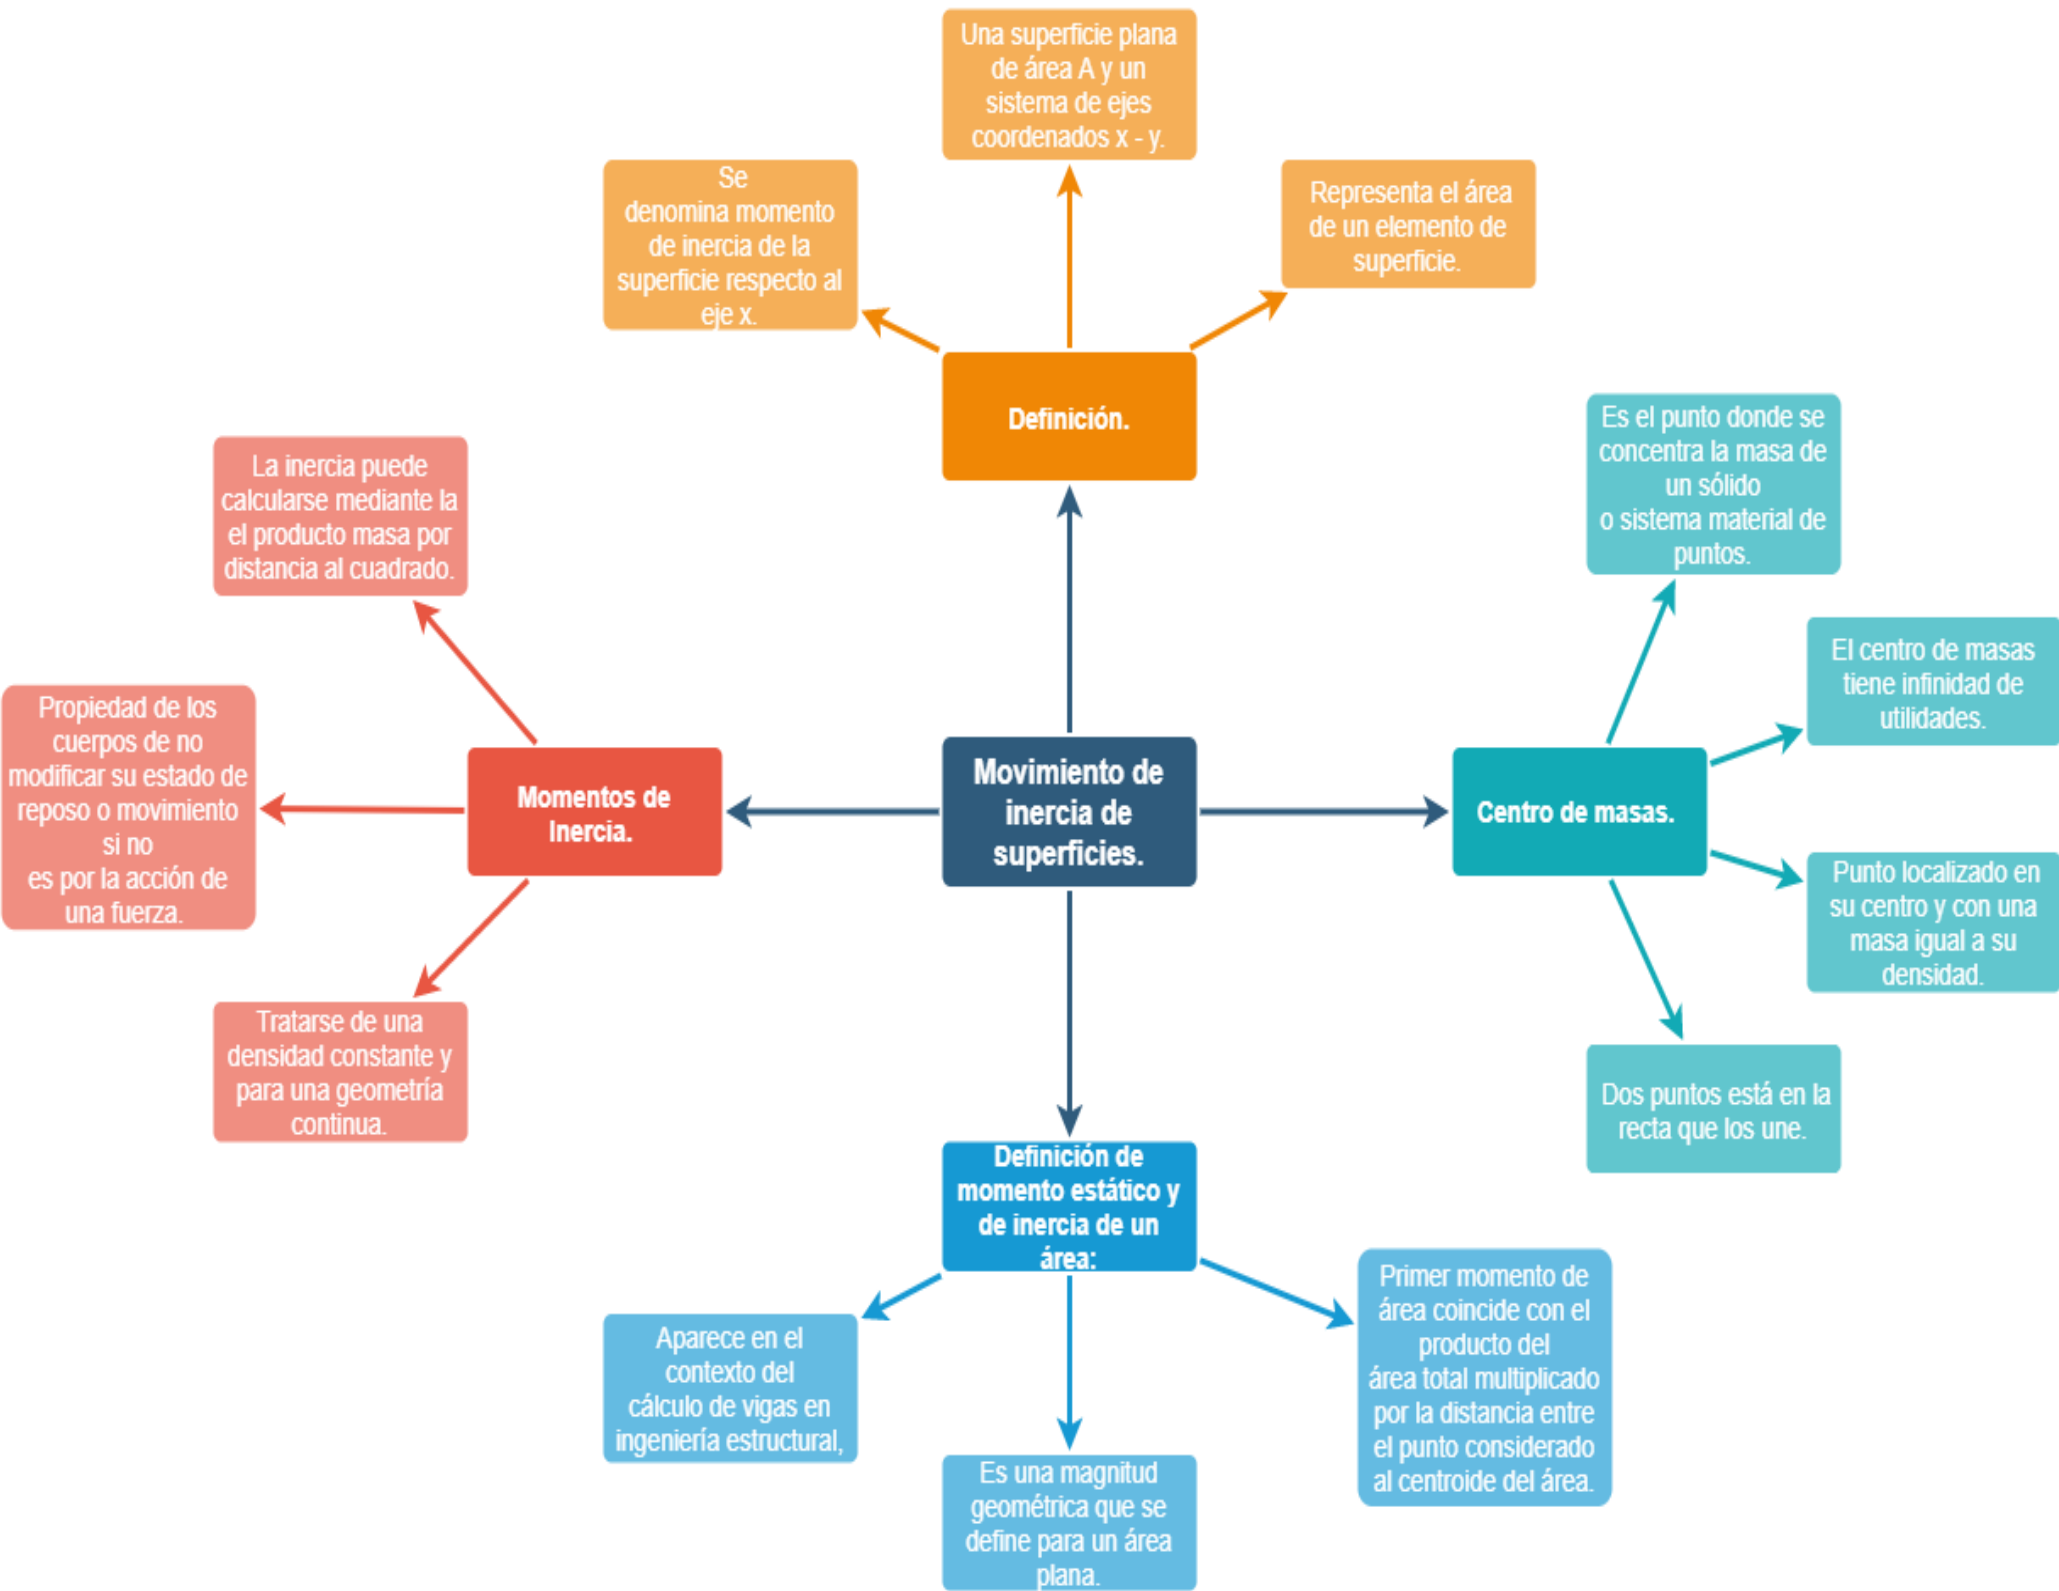 Una superficie plana
de área A y un
sistema de ejes
coordenados x - y.
Se
denomina momento
de inercia de la
superficie respecto al
eje x.
Representa el área
de un elemento de
superficie.
Definición.
La inercia puede
calcularse mediante la
el producto masa por
distancia al cuadrado.
Propiedad de los
cuerpos de no
modificar su estado de
reposo o movimiento
si no
es por la acción de
una fuerza.
Momentos de
Inercia.
Tratarse de una
densidad constante y
para una geometría
continua.
Movimiento de
inercia de
superficies.
Centro de masas.
Es el punto donde se
concentra la masa de
un sólido
o sistema material de
puntos.
El centro de masas
tiene infinidad de
utilidades.
Punto localizado en
su centro y con una
masa igual a su
densidad.
Dos puntos está en la
recta que los une.
Definición de
momento estático y
de inercia de un
área:
Aparece en el
contexto del
cálculo de vigas en
ingeniería estructural,
Es una magnitud
geométrica que se
define para un área
plana.
Primer momento de
área coincide con el
producto del
área total multiplicado
por la distancia entre
el punto considerado
al centroide del área.